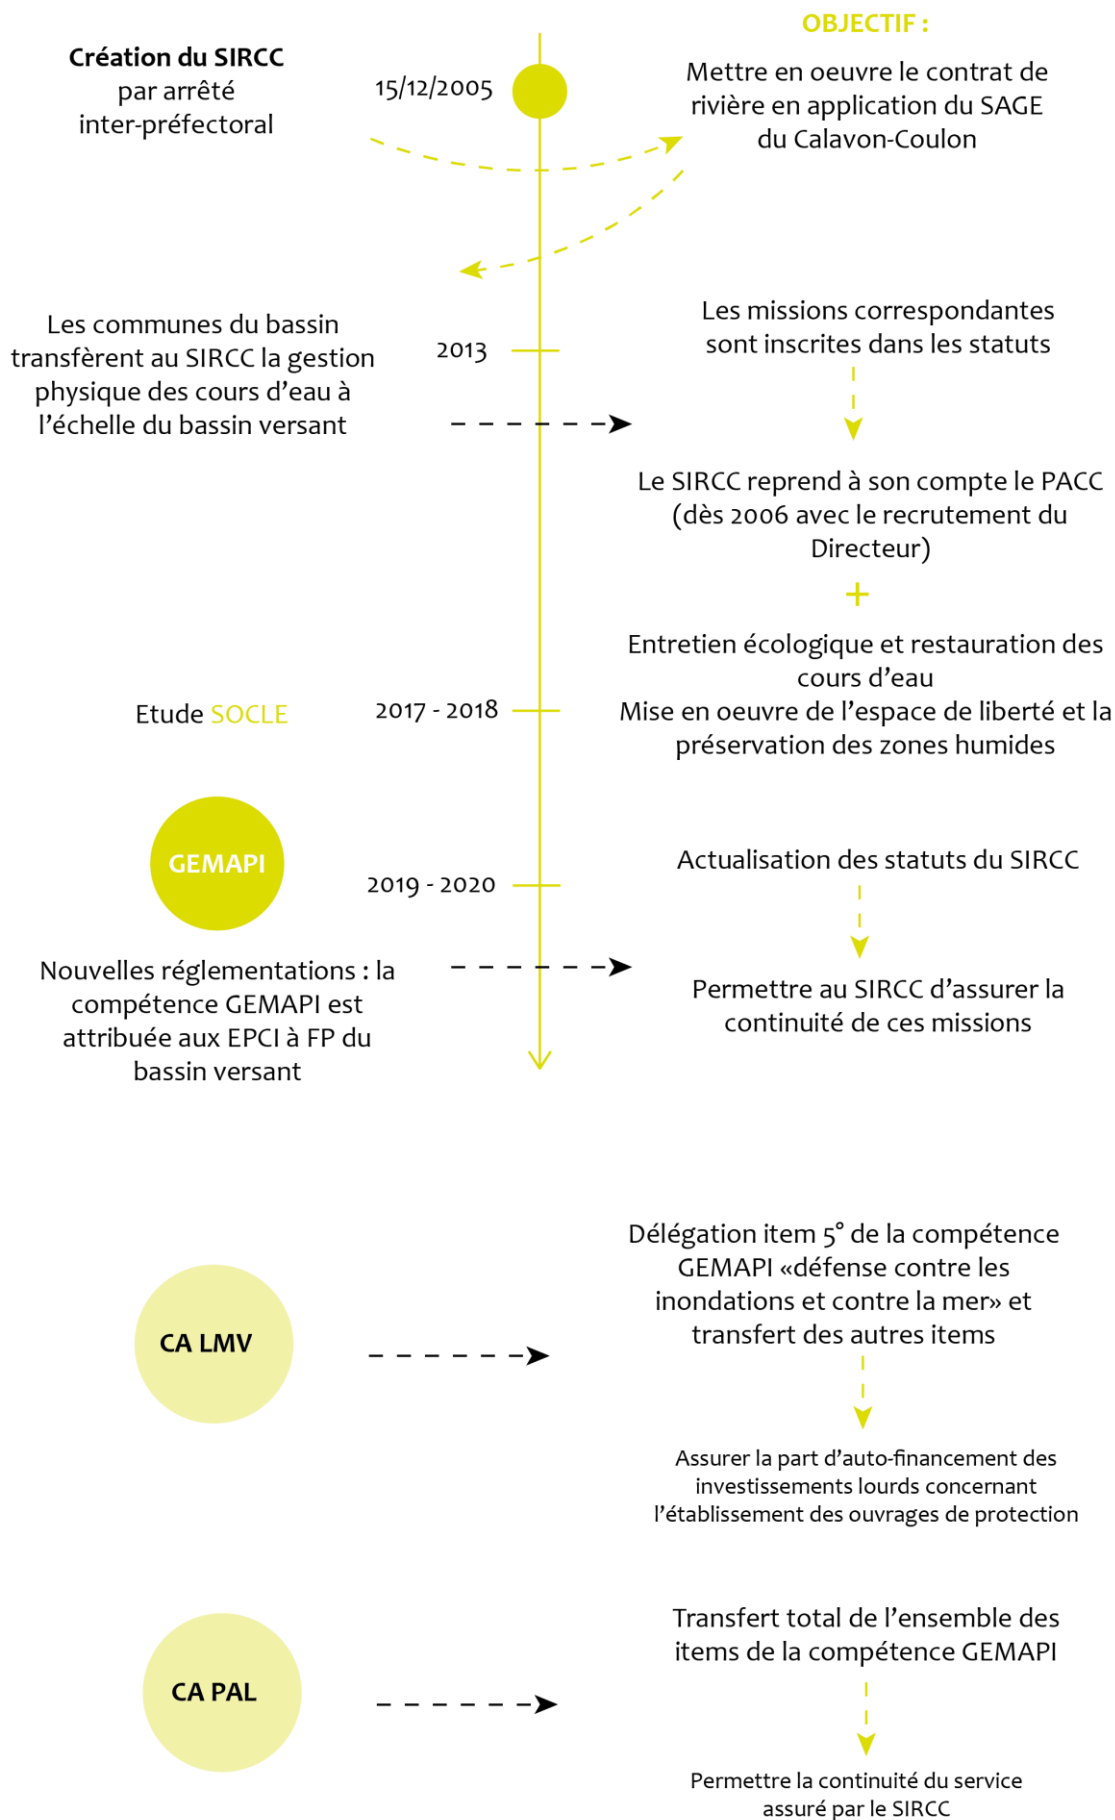 Création du SIRCC
par arrêté
inter-préfectoral
15/12/2005
OBJECTIF :
Mettre en oeuvre le contrat de
rivière en application du SAGE
du Calavon-Coulon
Les communes du bassin
transfèrent au SIRCC la gestion
physique des cours d'eau à
l'échelle du bassin versant
2013
Les missions correspondantes
sont inscrites dans les statuts
Le SIRCC reprend à son compte le PACC
(dès 2006 avec le recrutement du
Directeur)
+
Entretien écologique et restauration des
cours d'eau
Mise en oeuvre de l'espace de liberté et la
préservation des zones humides
Etude SOCLE
2017 - 2018
GEMAPI
2019 - 2020
Actualisation des statuts du SIRCC
Nouvelles réglementations : la
compétence GEMAPI est
attribuée aux EPCI à FP du
bassin versant
Permettre au SIRCC d'assurer la
continuité de ces missions
CA LMV
Délégation item 5° de la compétence
GEMAPI «défense contre les
inondations et contre la mer» et
transfert des autres items
Assurer la part d'auto-financement des
investissements lourds concernant
l'établissement des ouvrages de protection
CA PAL
Transfert total de l'ensemble des
items de la compétence GEMAPI
Permettre la continuité du service
assuré par le SIRCC